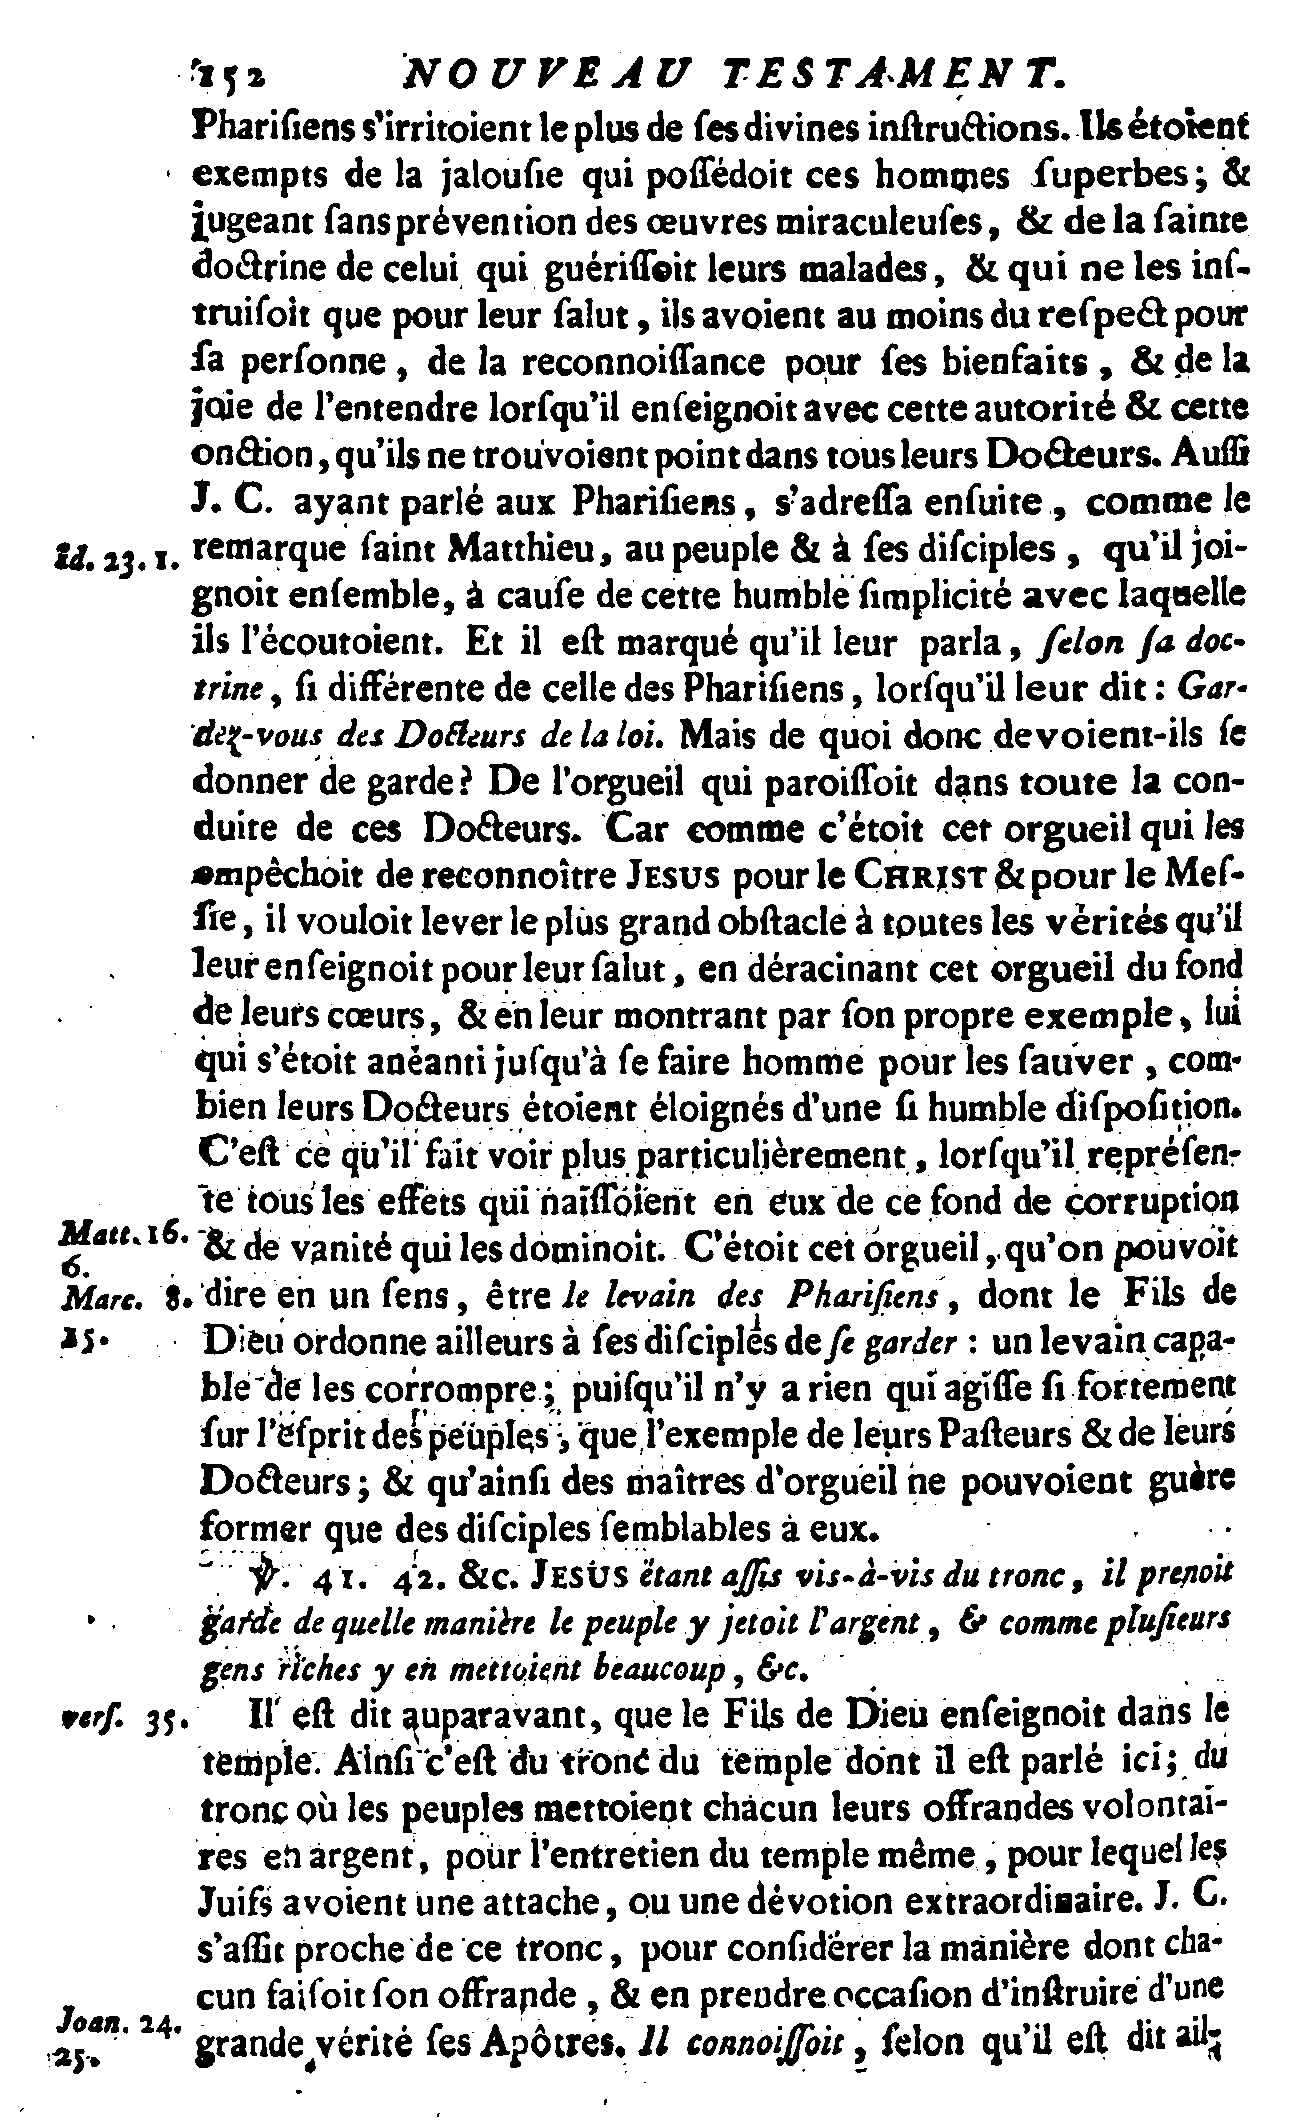 152 NOUVEAU TESTAMENT.
Phariſiens s'irritoient le plus de ſes divines inſtructions. Ils étoient
exempts de la jalouſie qui poſſédoit ces hommes ſuperbes; &
jugeant ſans prévention des œuvres miraculeuſes, & de la ſainte
doctrine de celui qui guériſſoit leurs malades, & qui ne les inſ-
truiſoit que pour leur ſalut, ils avoient au moins du reſpect pour
ſa perſonne, de la reconnoiſſance pour ſes bienfaits, & de la
joie de l'entendre lorſqu'il enſeignoit avec cette autorité & cette
onction, qu'ils ne trouvoient point dans tous leurs Docteurs. Auſſi
J. C. ayant parlé aux Phariſiens, s'adreſſa enſuite, comme le
Id. 23. 1. remarque ſaint Matthieu, au peuple & à ſes diſciples, qu'il joi-
gnoit enſemble, à cauſe de cette humble ſimplicité avec laquelle
ils l'écoutoient. Et il eſt marqué qu'il leur parla, ſelon ſa doc-
trine, ſi différente de celle des Phariſiens, lorſqu'il leur dit: Gar-
dez-vous des Docteurs de la loi. Mais de quoi donc devoient-ils ſe
donner de garde? De l'orgueil qui paroiſſoit dans toute la con-
duite de ces Docteurs. Car comme c'étoit cet orgueil qui les
empêchoit de reconnoître JESUS pour le CHRIST & pour le Meſ-
ſie, il vouloit lever le plus grand obſtacle à toutes les vérités qu'il
leur enſeignoit pour leur ſalut, en déracinant cet orgueil du fond
de leurs cœurs, & en leur montrant par ſon propre exemple, lui
qui s'étoit anéanti juſqu'à ſe faire homme pour les ſauver, com-
bien leurs Docteurs étoient éloignés d'une ſi humble diſpoſition.
C'eſt ce qu'il fait voir plus particulièrement, lorſqu'il repréſen-
te tous les effets qui naiſſoient en eux de ce fond de corruption
Matt. 16. & de vanité qui les dominoit. C'étoit cet orgueil, qu'on pouvoit
6.
Marc. 8. dire en un ſens, être le levain des Phariſiens, dont le Fils de
15. Dieu ordonne ailleurs à ſes diſciples de ſe garder: un levain capa-
ble de les corrompre; puiſqu'il n'y a rien qui agiſſe ſi fortement
ſur l'eſprit des peuples, que l'exemple de leurs Paſteurs & de leurs
Docteurs; & qu'ainſi des maîtres d'orgueil ne pouvoient guère
former que des diſciples ſemblables à eux.
℣. 41. 42. &c. JESUS étant aſſis vis-à-vis du tronc, il prenoit
garde de quelle manière le peuple y jetoit l'argent, & comme pluſieurs
gens riches y en mettoient beaucoup, &c.
verſ. 35. Il eſt dit auparavant, que le Fils de Dieu enſeignoit dans le
temple. Ainſi c'eſt du tronc du temple dont il eſt parlé ici; du
tronc où les peuples mettoient chacun leurs offrandes volontai-
res en argent, pour l'entretien du temple même, pour lequel les
Juifs avoient une attache, ou une dévotion extraordinaire. J. C.
s'aſſit proche de ce tronc, pour conſidérer la manière dont cha-
cun faiſoit ſon offrande, & en prendre occaſion d'inſtruire d'une
Joan. 24. grande vérité ſes Apôtres. Il connoiſſoit, ſelon qu'il eſt dit ail-
25.